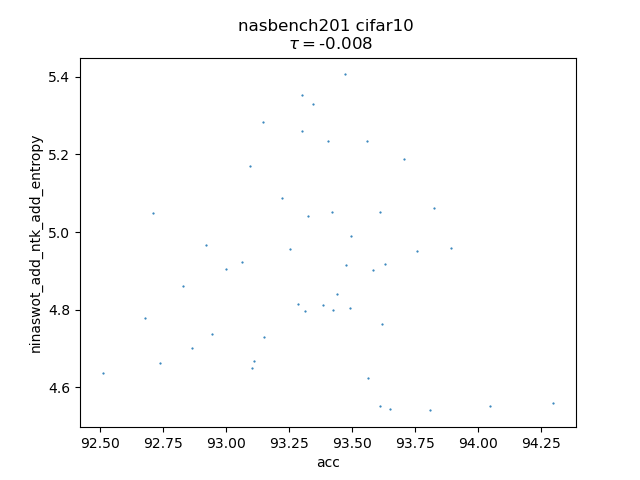 nasbench201 cifar10
τ = -0.008
ninaswot_add_ntk_add_entropy
5.4
5.2
5.0
4.8
4.6
92.50 92.75 93.00 93.25 93.50 93.75 94.00 94.25
acc